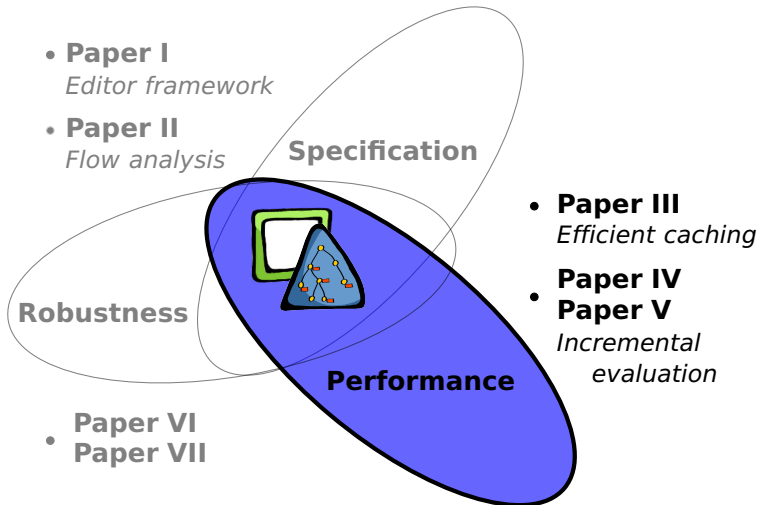 • Paper I
Editor framework
• Paper II
Flow analysis
Specification
Robustness
Performance
• Paper III
Efficient caching
• Paper IV
Paper V
Incremental
evaluation
• Paper VI
Paper VII